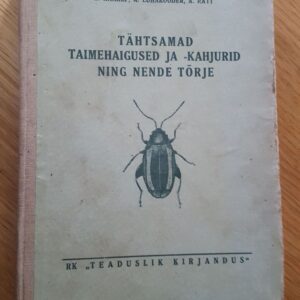 TÄHTSAMAD
TAIMEHAIGUSED JA -KAHJURID
NING NENDE TÕRJE
RK „TEADUSLIK KIRJANDUS"